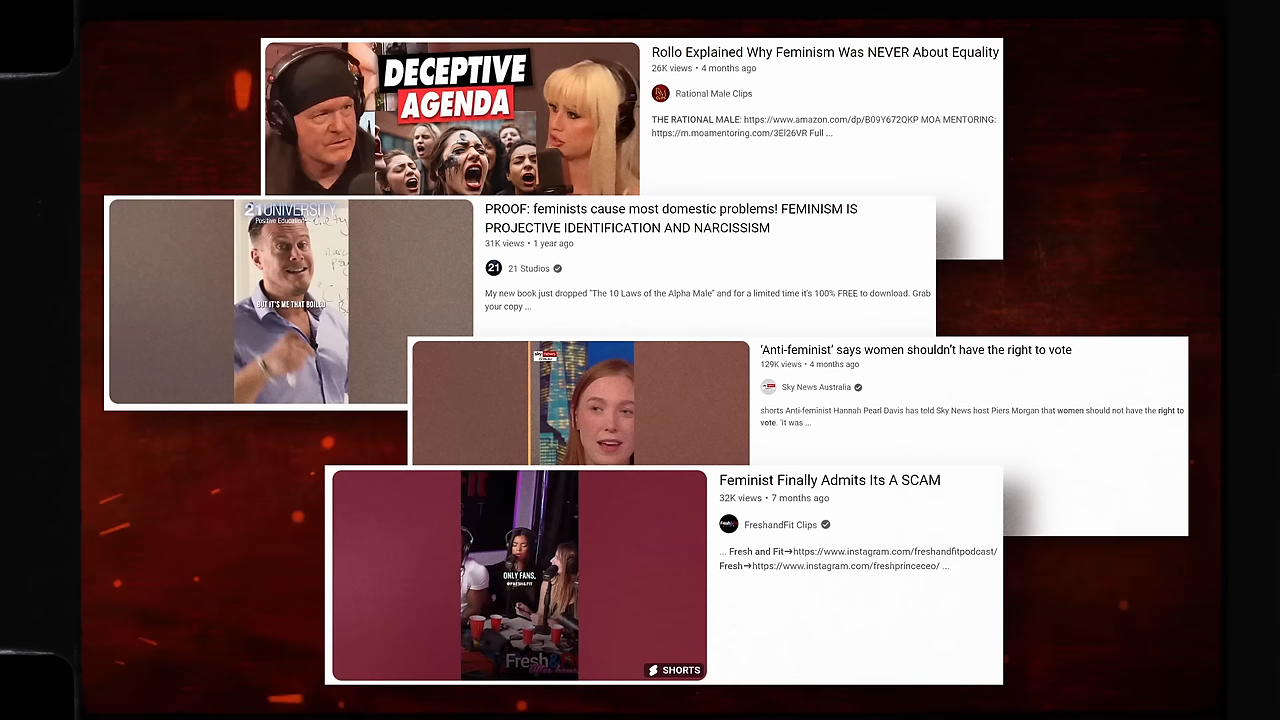 DECEPTIVE
AGENDA
Rollo Explained Why Feminism Was NEVER About Equality
26K views • 4 months ago
Rational Male Clips
THE RATIONAL MALE: https://www.amazon.com/dp/B09Y672QKP MOA MENTORING:
https://m.moamentoring.com/3El26VR Full ...
21UNIVERSITY
BUT IT'S ME THAT BOILED
PROOF: feminists cause most domestic problems! FEMINISM IS
PROJECTIVE IDENTIFICATION AND NARCISSISM
31K views • 1 year ago
21
21 Studios
My new book just dropped "The 10 Laws of the Alpha Male" and for a limited time it's 100% FREE to download. Grab
your copy ...
sky news
'Anti-feminist' says women shouldn't have the right to vote
129K views • 4 months ago
Sky News Australia
shorts Anti-feminist Hannah Pearl Davis has told Sky News host Piers Morgan that women should not have the right to
vote. 'It was ...
ONLY FANS,
@FRESH&FIT
Fresh&
SHORTS
Feminist Finally Admits Its A SCAM
32K views • 7 months ago
FreshandFit Clips
... Fresh and Fit➔https://www.instagram.com/freshandfitpodcast/
Fresh➔https://www.instagram.com/freshprinceceo/ ...